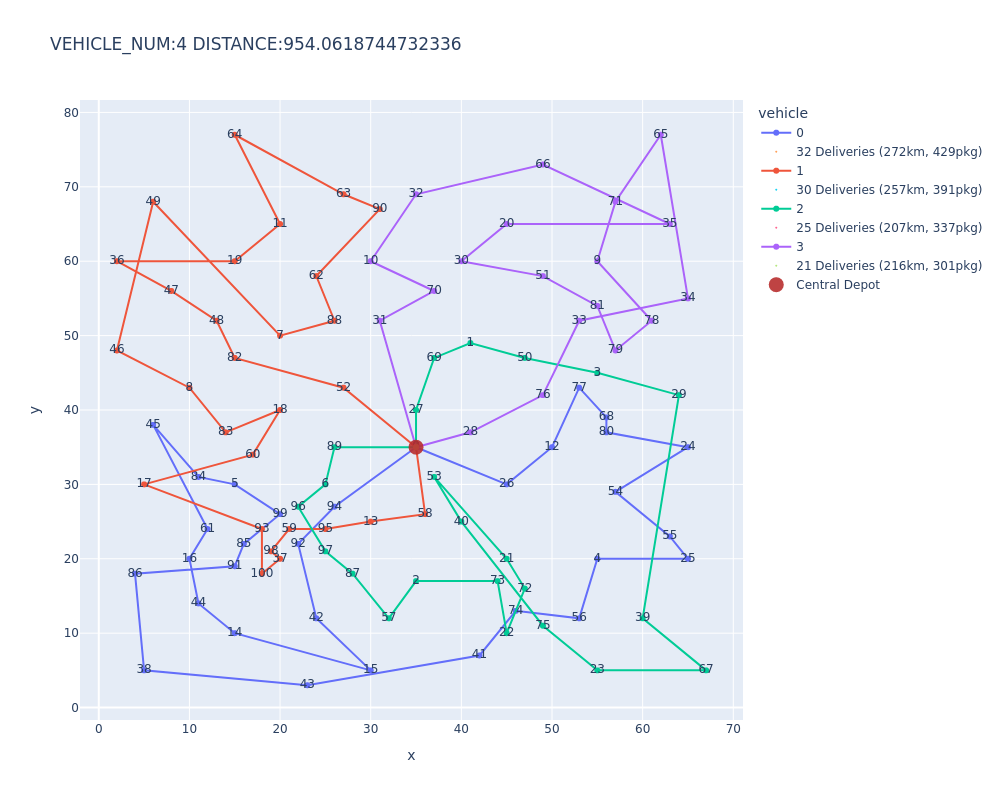 VEHICLE_NUM:4 DISTANCE:954.0618744732336
vehicle
0
32 Deliveries (272km, 429pkg)
1
30 Deliveries (257km, 391pkg)
2
25 Deliveries (207km, 337pkg)
3
21 Deliveries (216km, 301pkg)
Central Depot
80
70
60
50
40
30
20
10
0
y
64 65
66
63 32
49 90 71
11 20 35
36 19 10 30 9
62 51
47 70 34
81
48 88 31 33 78
7
46 1 79
82 69 50
3
8 52 77
76 29
18 27 68
45
83 28 80
89 12 24
60
84 53
17 5 6 26
54
96 94
99 13 58 40
61 93 59 95
85 92 55
98 97
16 37 21 4 25
91
86 100 87
2 73
72
44
74
42 57 56 39
75
14 22
41
38 15 23 67
43
0 10 20 30 40 50 60 70
x